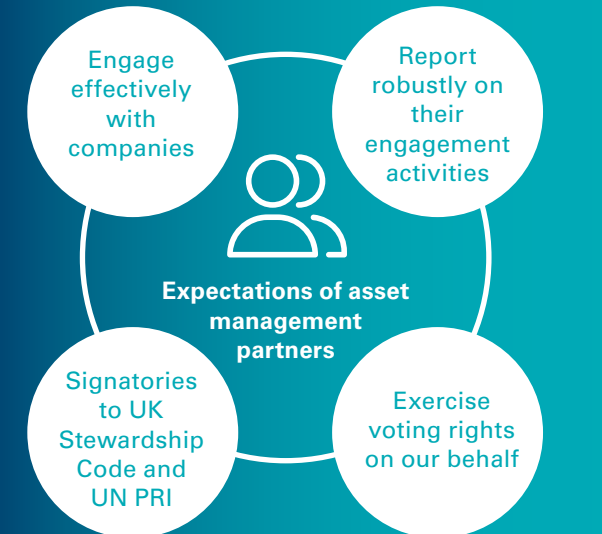 Engage
effectively
with
companies
Report
robustly on
their
engagement
activities
Expectations of asset
management
partners
Signatories
to UK
Stewardship
Code and
UN PRI
Exercise
voting rights
on our behalf